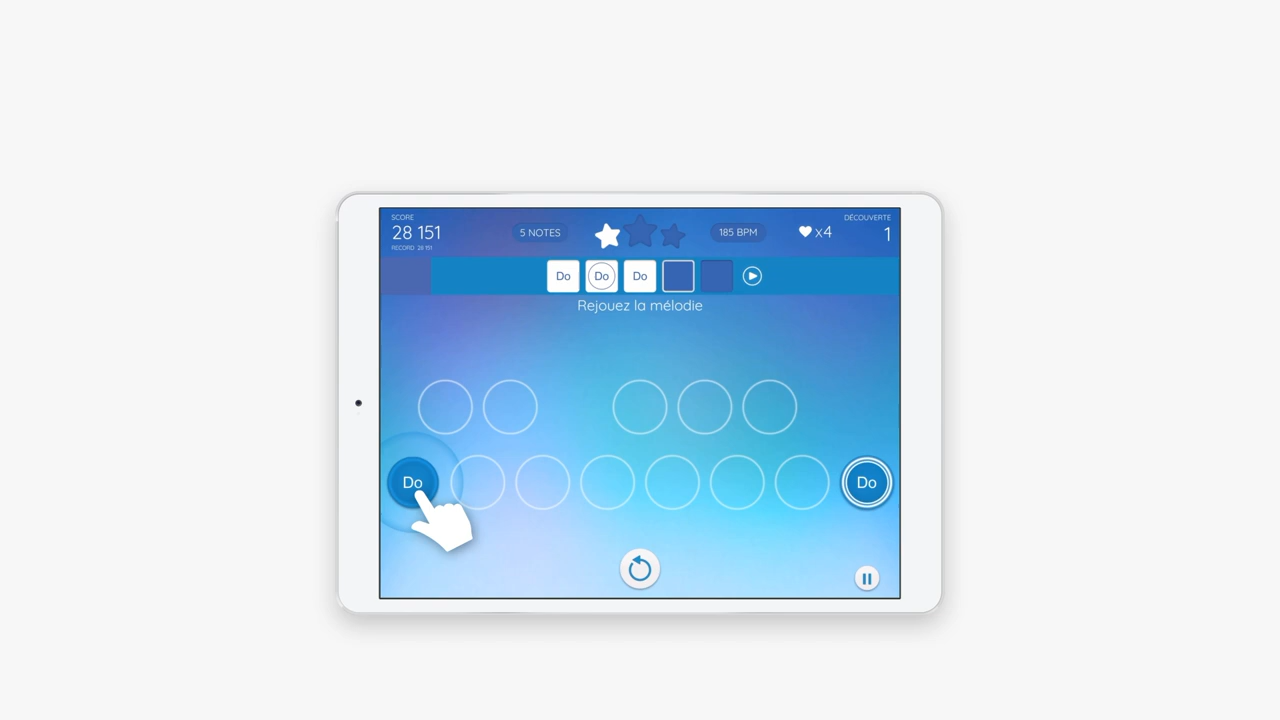 SCORE
28 151
RECORD 28 151
5 NOTES
185 BPM
x4
DÉCOUVERTE
1
Do Do Do
Rejouez la mélodie
Do Do